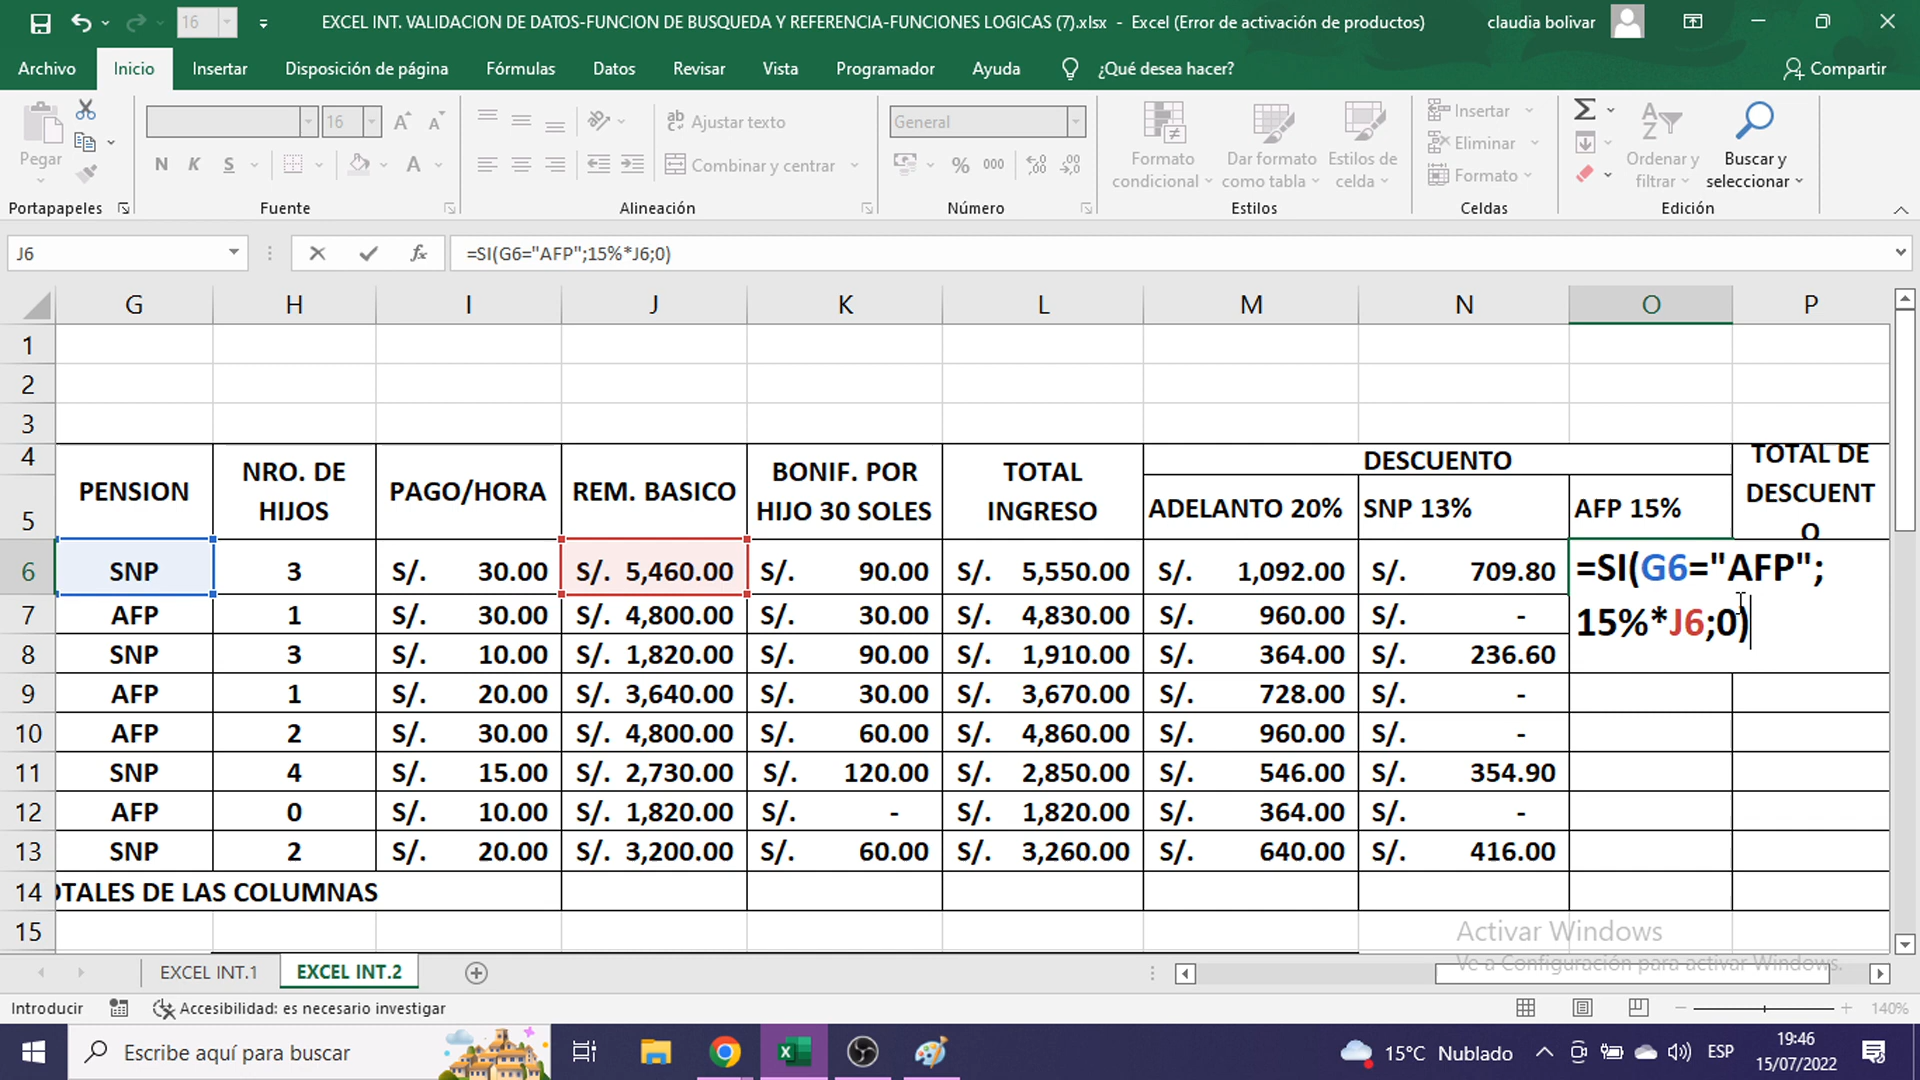 16
EXCEL INT. VALIDACION DE DATOS-FUNCION DE BUSQUEDA Y REFERENCIA-FUNCIONES LOGICAS (7).xlsx - Excel (Error de activación de productos)
claudia bolivar
Archivo Inicio Insertar Disposición de página Fórmulas Datos Revisar Vista Programador Ayuda ¿Qué desea hacer? Compartir
Pegar
16
N K S
Ajustar texto
Combinar y centrar
General
% 000
Formato condicional
Dar formato como tabla
Estilos de celda
Insertar
Eliminar
Formato
Ordenar y filtrar
Buscar y seleccionar
Portapapeles Fuente Alineación Número Estilos Celdas Edición
J6 fx =SI(G6="AFP";15%*J6;0)
G H I J K L M N O P
1
2
3
4 PENSION NRO. DE HIJOS PAGO/HORA REM. BASICO BONIF. POR HIJO 30 SOLES TOTAL INGRESO DESCUENTO TOTAL DE DESCUENTO
5 ADELANTO 20% SNP 13% AFP 15%
6 SNP 3 S/. 30.00 S/. 5,460.00 S/. 90.00 S/. 5,550.00 S/. 1,092.00 S/. 709.80 =SI(G6="AFP";
15%*J6;0)
7 AFP 1 S/. 30.00 S/. 4,800.00 S/. 30.00 S/. 4,830.00 S/. 960.00 S/. -
8 SNP 3 S/. 10.00 S/. 1,820.00 S/. 90.00 S/. 1,910.00 S/. 364.00 S/. 236.60
9 AFP 1 S/. 20.00 S/. 3,640.00 S/. 30.00 S/. 3,670.00 S/. 728.00 S/. -
10 AFP 2 S/. 30.00 S/. 4,800.00 S/. 60.00 S/. 4,860.00 S/. 960.00 S/. -
11 SNP 4 S/. 15.00 S/. 2,730.00 S/. 120.00 S/. 2,850.00 S/. 546.00 S/. 354.90
12 AFP 0 S/. 10.00 S/. 1,820.00 S/. - S/. 1,820.00 S/. 364.00 S/. -
13 SNP 2 S/. 20.00 S/. 3,200.00 S/. 60.00 S/. 3,260.00 S/. 640.00 S/. 416.00
14 OTALES DE LAS COLUMNAS
15
Activar Windows
Ve a Configuración para activar Windows.
EXCEL INT.1 EXCEL INT.2
Introducir Accesibilidad: es necesario investigar 140%
Escribe aquí para buscar
15°C Nublado ESP 19:46
15/07/2022